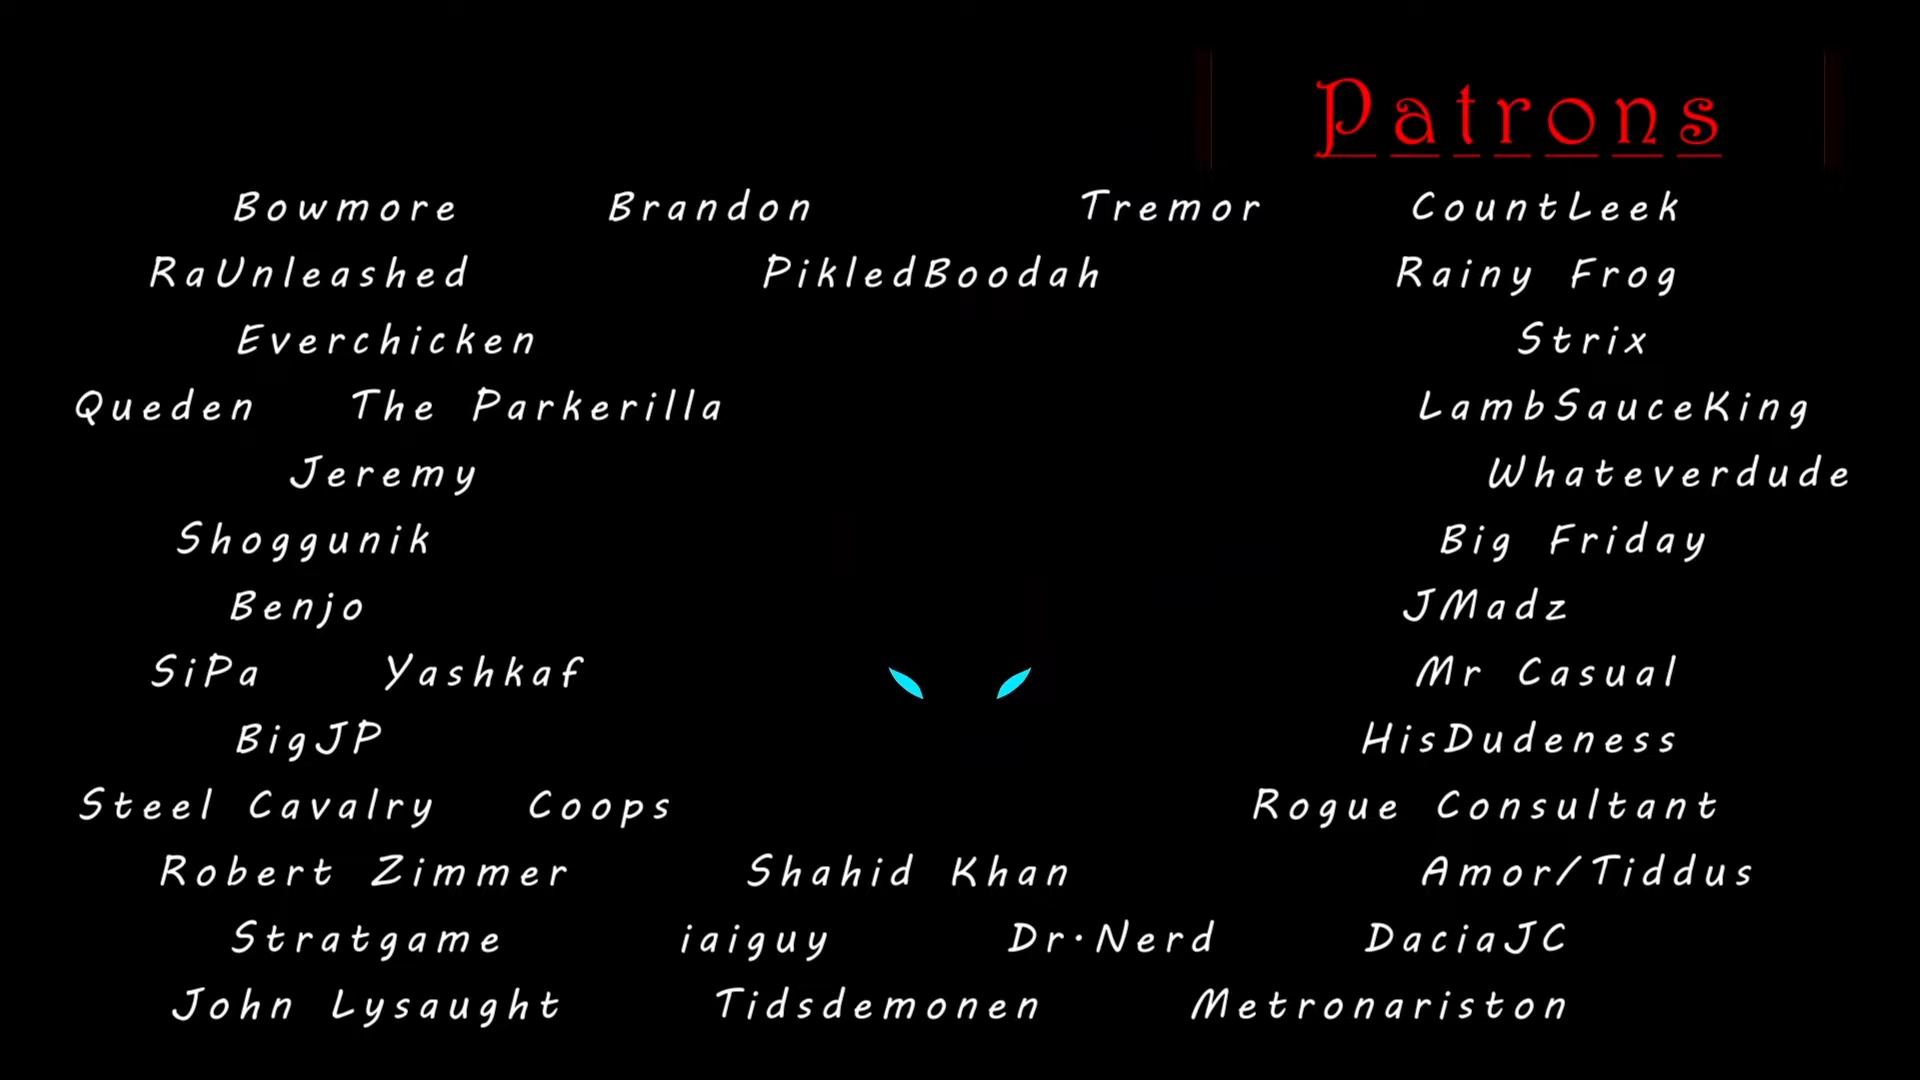 Patrons
Bowmore Brandon Tremor CountLeek
RaUnleashed PikledBoodah Rainy Frog
Everchicken Strix
Queden The Parkerilla LambSauceKing
Jeremy Whateverdude
Shoggunik Big Friday
Benjo JMadz
SiPa Yashkaf Mr Casual
BigJP HisDudeness
Steel Cavalry Coops Rogue Consultant
Robert Zimmer Shahid Khan Amor/Tiddus
Stratgame iaiguy Dr·Nerd DaciaJC
John Lysaught Tidsdemonen Metronariston